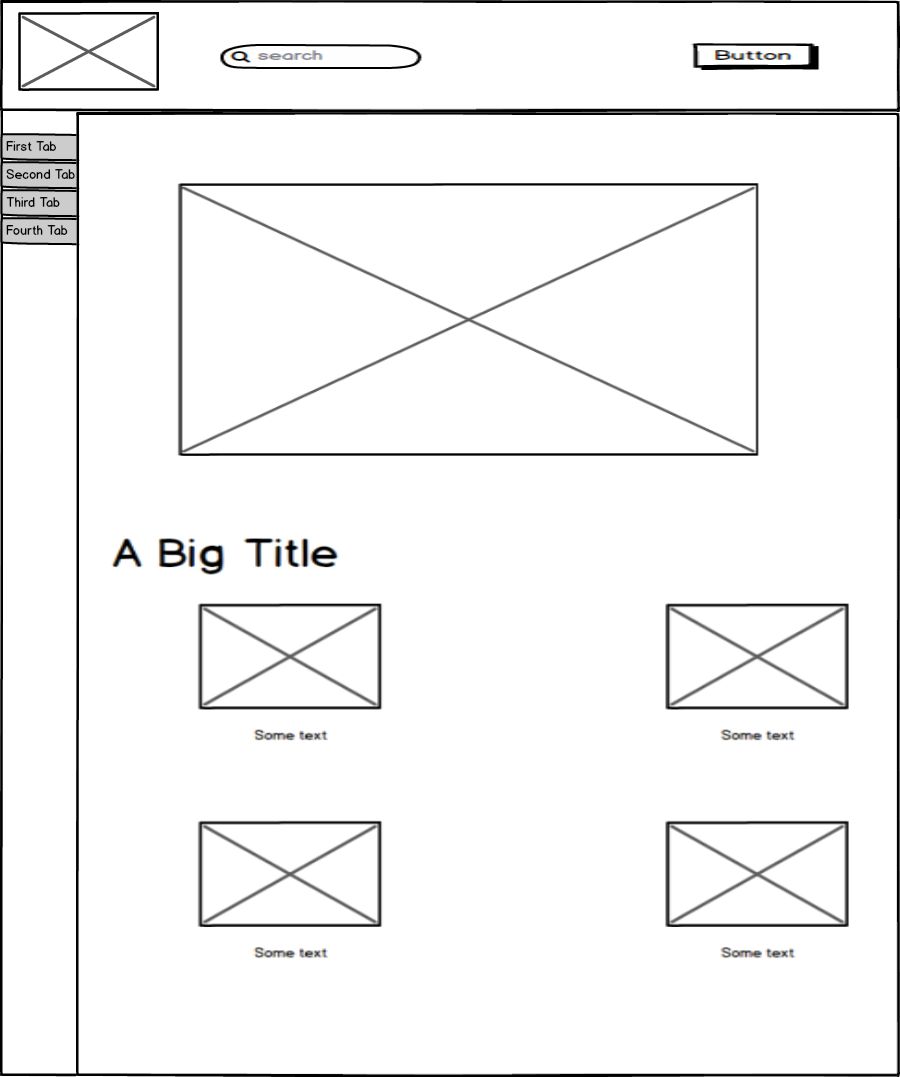 search
Button
First Tab
Second Tab
Third Tab
Fourth Tab
A Big Title
Some text
Some text
Some text
Some text